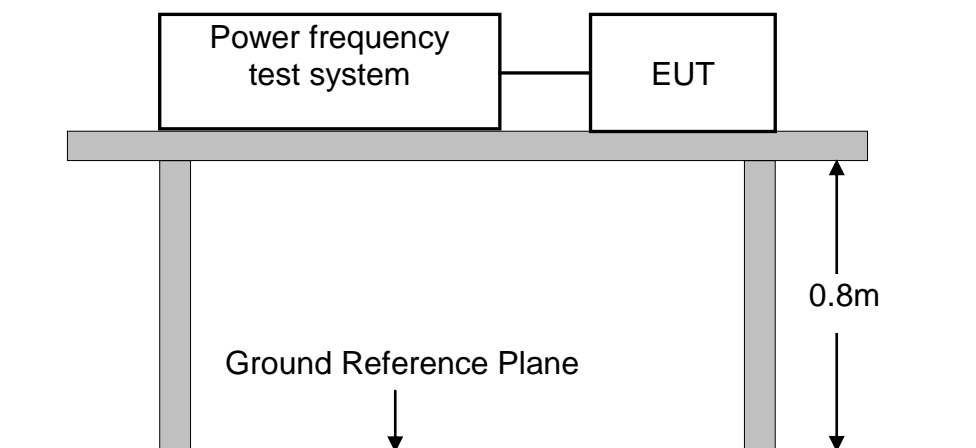 Power frequency
test system
EUT
0.8m
Ground Reference Plane